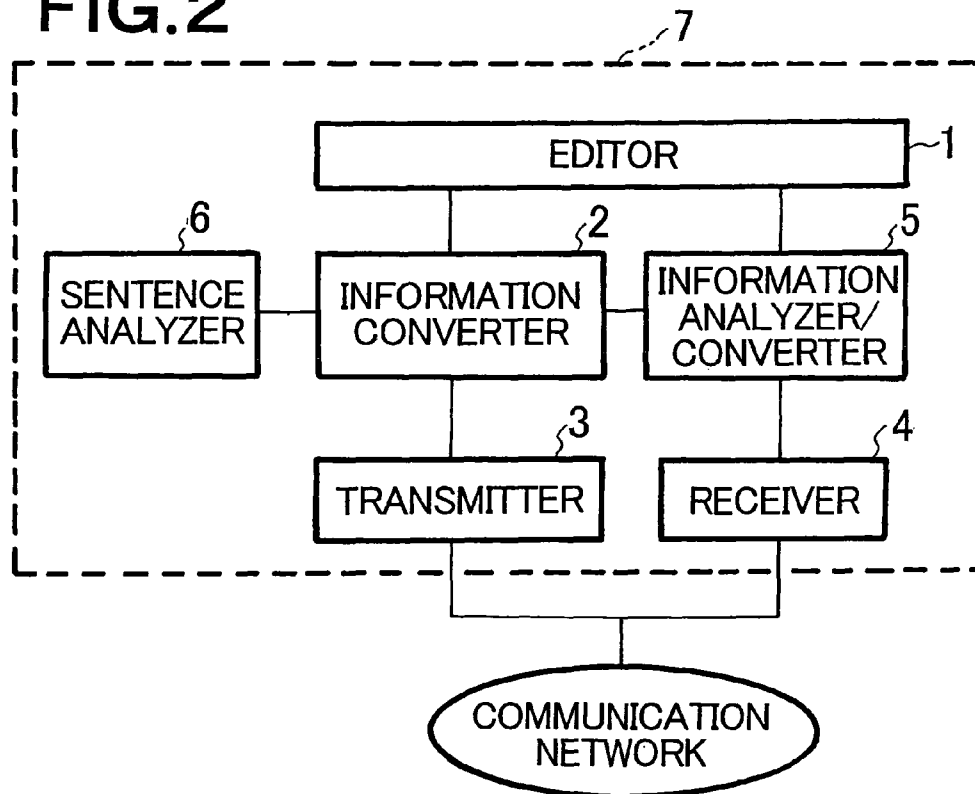 FIG.2
7
EDITOR
1
6
2
5
SENTENCE
ANALYZER
INFORMATION
CONVERTER
INFORMATION
ANALYZER/
CONVERTER
3
4
TRANSMITTER
RECEIVER
COMMUNICATION
NETWORK